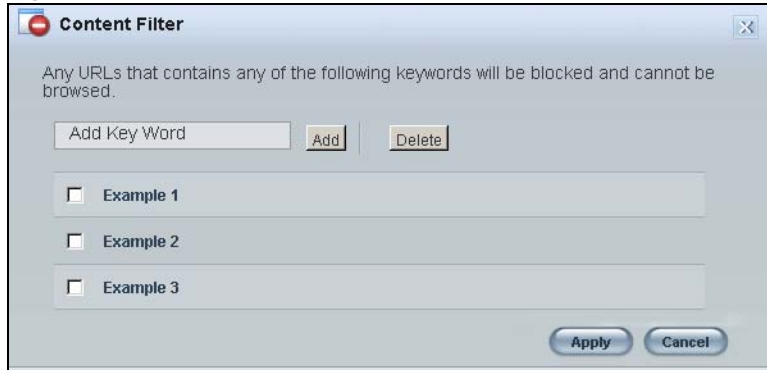 Content Filter
Any URLs that contains any of the following keywords will be blocked and cannot be
browsed.
Add Key Word Add Delete
Example 1
Example 2
Example 3
Apply Cancel